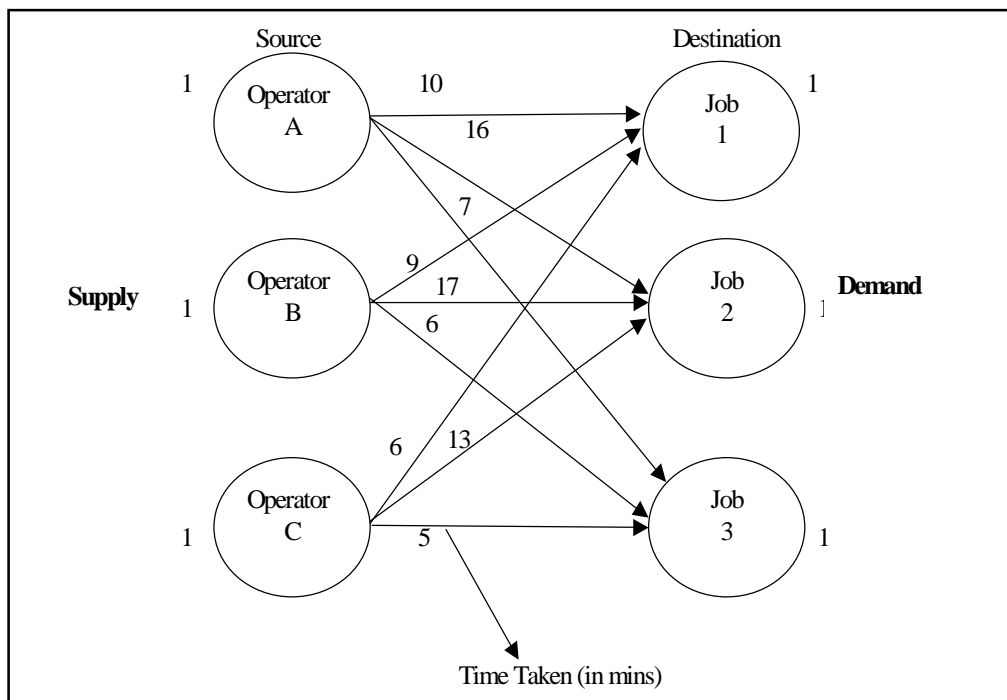 Source
Destination
1
Operator
A
10
16
Job
1
1
7
Supply
1
Operator
B
9
17
6
Job
2
1
Demand
1
Operator
C
6
13
5
Job
3
1
Time Taken (in mins)